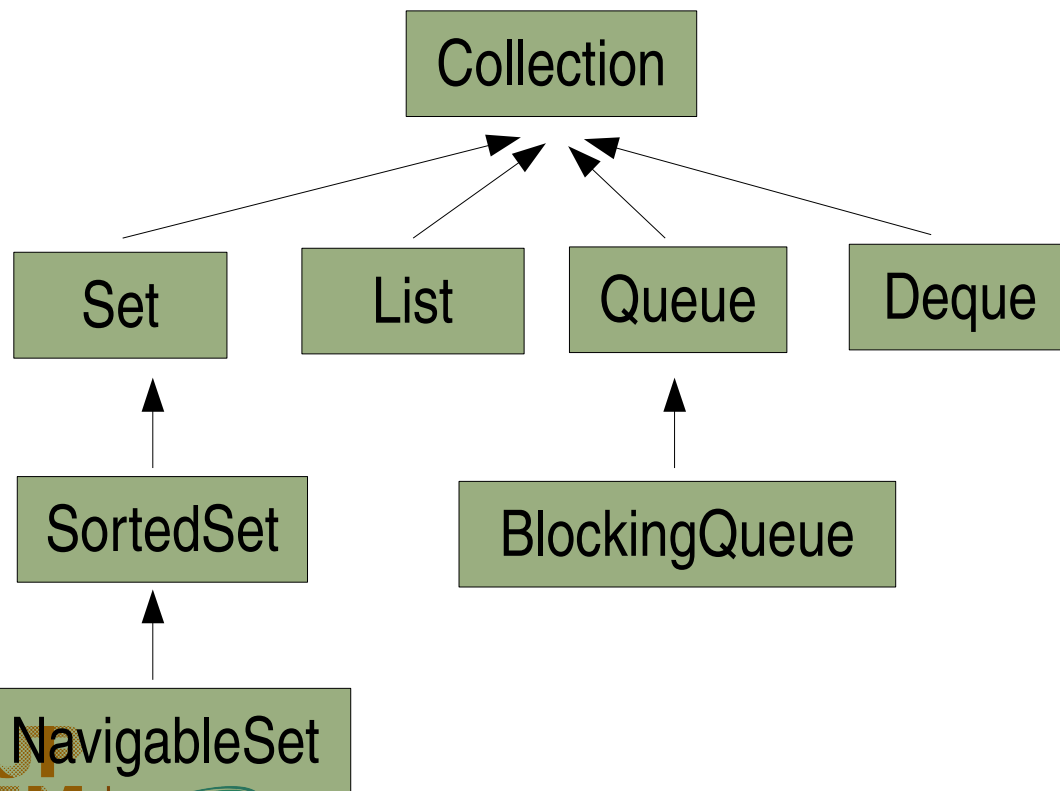 Collection
Set
List
Queue
Deque
SortedSet
BlockingQueue
NavigableSet